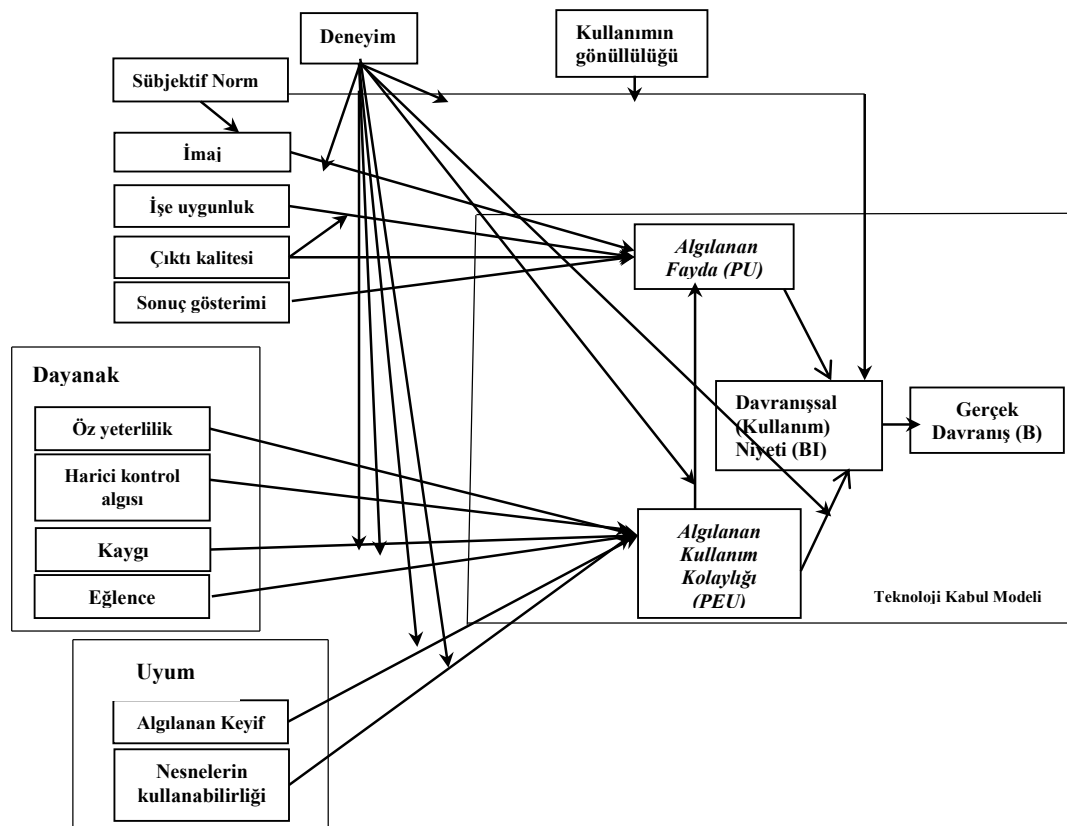 Deneyim
Kullanımın
gönüllülüğü
Sübjektif Norm
İmaj
İşe uygunluk
Çıktı kalitesi
Sonuç gösterimi
Algılanan
Fayda (PU)
Dayanak
Öz yeterlilik
Harici kontrol
algısı
Kaygı
Eğlence
Davranışsal
(Kullanım)
Niyeti (BI)
Gerçek
Davranış (B)
Algılanan
Kullanım
Kolaylığı
(PEU)
Teknoloji Kabul Modeli
Uyum
Algılanan Keyif
Nesnelerin
kullanabilirliği